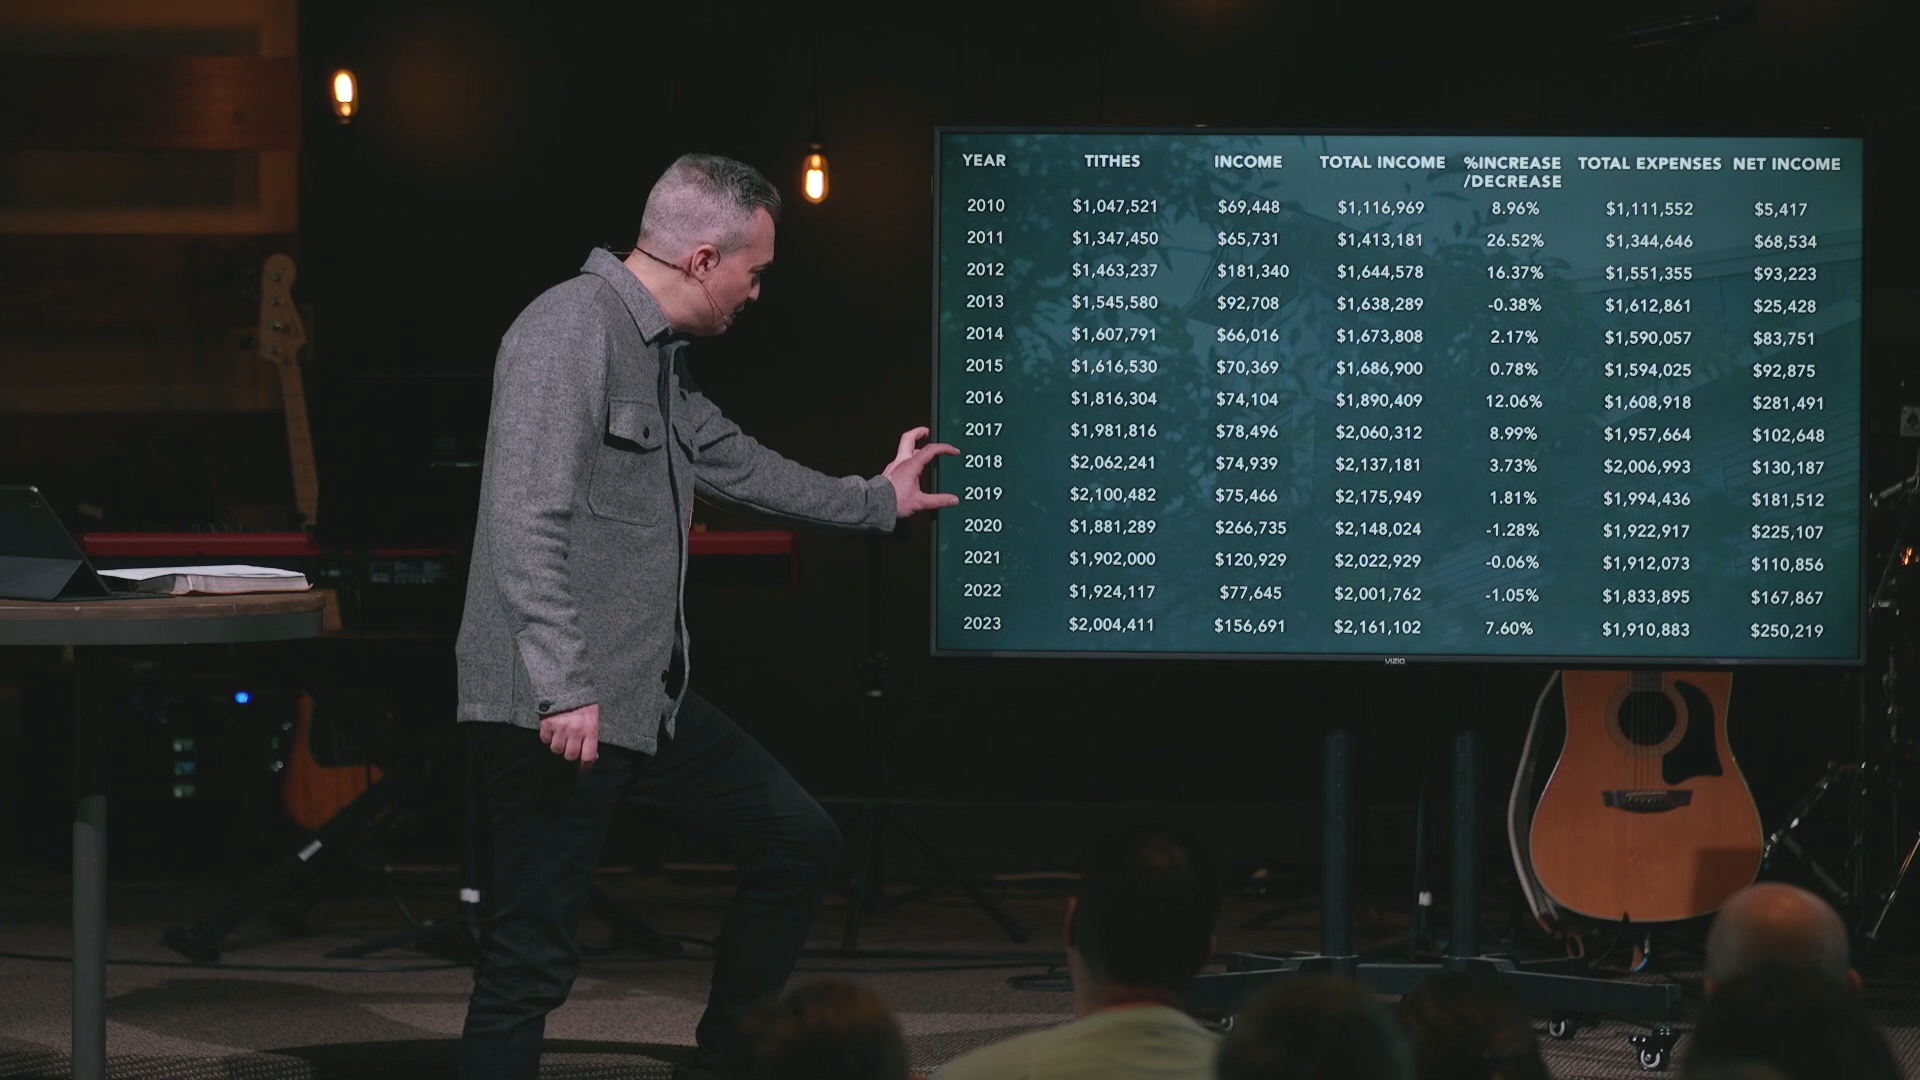 YEAR TITHES INCOME TOTAL INCOME %INCREASE /DECREASE TOTAL EXPENSES NET INCOME
2010 $1,047,521 $69,448 $1,116,969 8.96% $1,111,552 $5,417
2011 $1,347,450 $65,731 $1,413,181 26.52% $1,344,646 $68,534
2012 $1,463,237 $181,340 $1,644,578 16.37% $1,551,355 $93,223
2013 $1,545,580 $92,708 $1,638,289 -0.38% $1,612,861 $25,428
2014 $1,607,791 $66,016 $1,673,808 2.17% $1,590,057 $83,751
2015 $1,616,530 $70,369 $1,686,900 0.78% $1,594,025 $92,875
2016 $1,816,304 $74,104 $1,890,409 12.06% $1,608,918 $281,491
2017 $1,981,816 $78,496 $2,060,312 8.99% $1,957,664 $102,648
2018 $2,062,241 $74,939 $2,137,181 3.73% $2,006,993 $130,187
2019 $2,100,482 $75,466 $2,175,949 1.81% $1,994,436 $181,512
2020 $1,881,289 $266,735 $2,148,024 -1.28% $1,922,917 $225,107
2021 $1,902,000 $120,929 $2,022,929 -0.06% $1,912,073 $110,856
2022 $1,924,117 $77,645 $2,001,762 -1.05% $1,833,895 $167,867
2023 $2,004,411 $156,691 $2,161,102 7.60% $1,910,883 $250,219
VIZIO